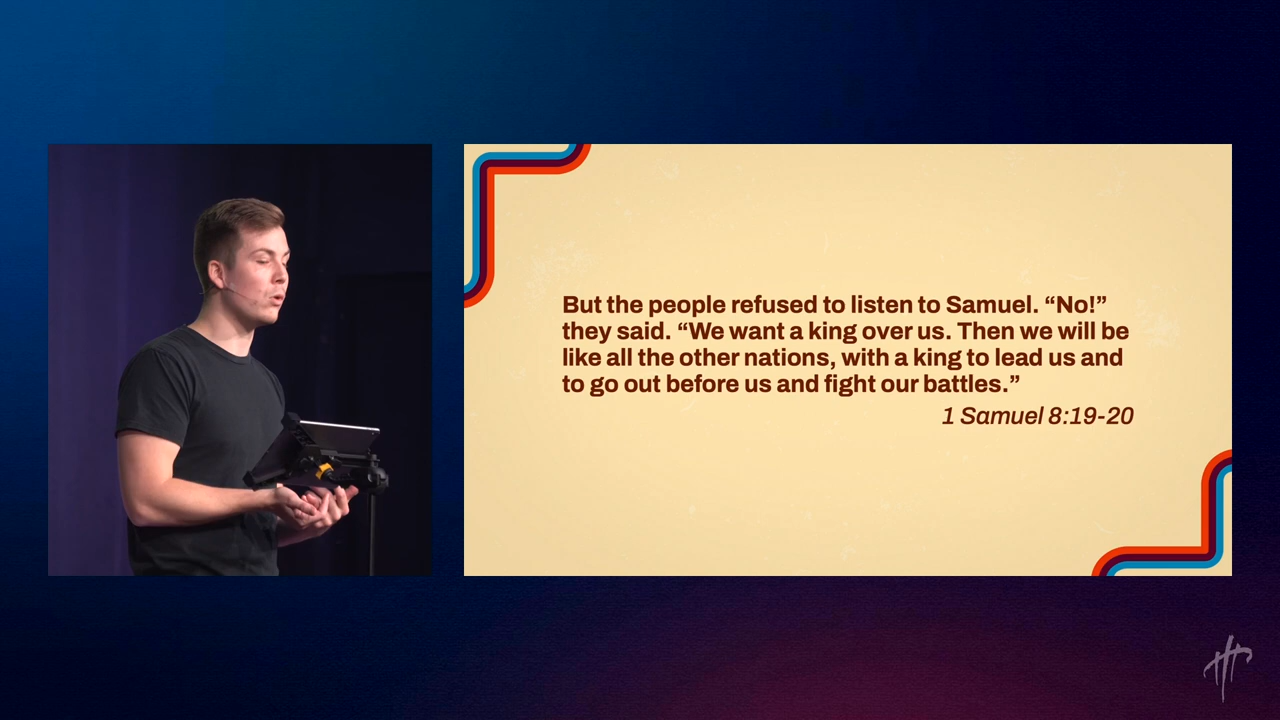 But the people refused to listen to Samuel. “No!”
they said. “We want a king over us. Then we will be
like all the other nations, with a king to lead us and
to go out before us and fight our battles.”
1 Samuel 8:19-20